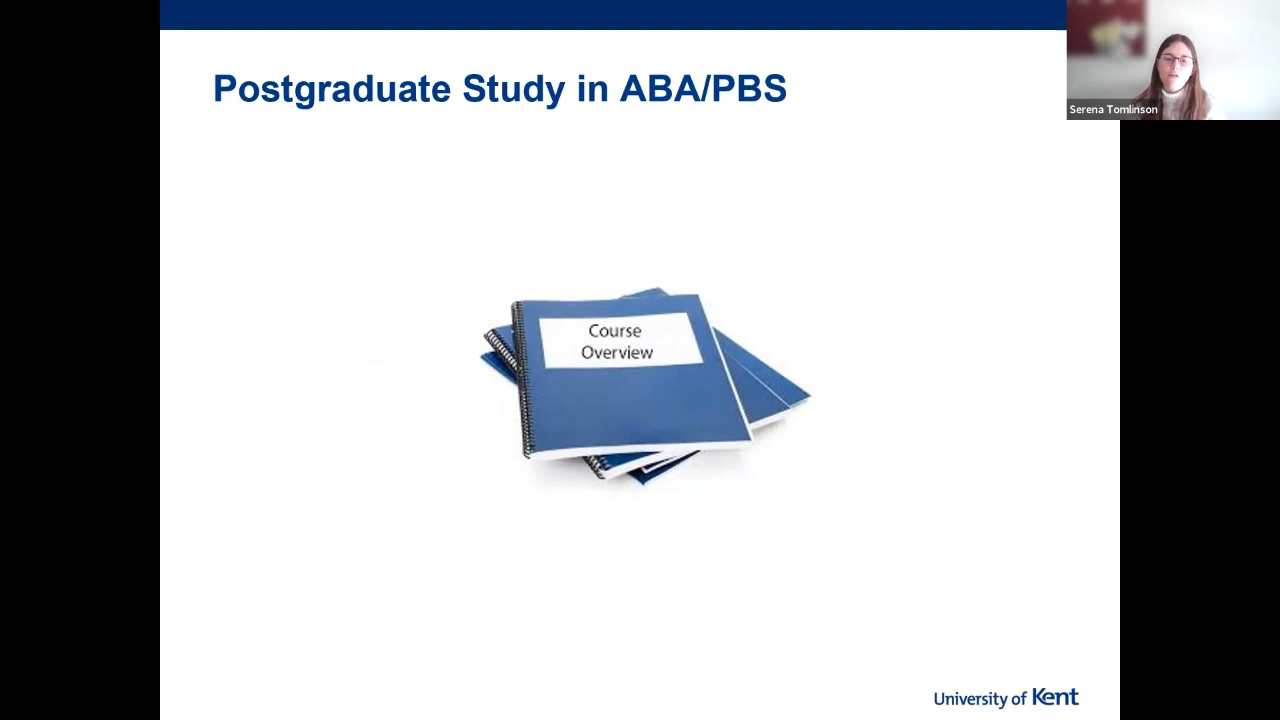 Postgraduate Study in ABA/PBS
Serena Tomlinson
Course
Overview
University of Kent